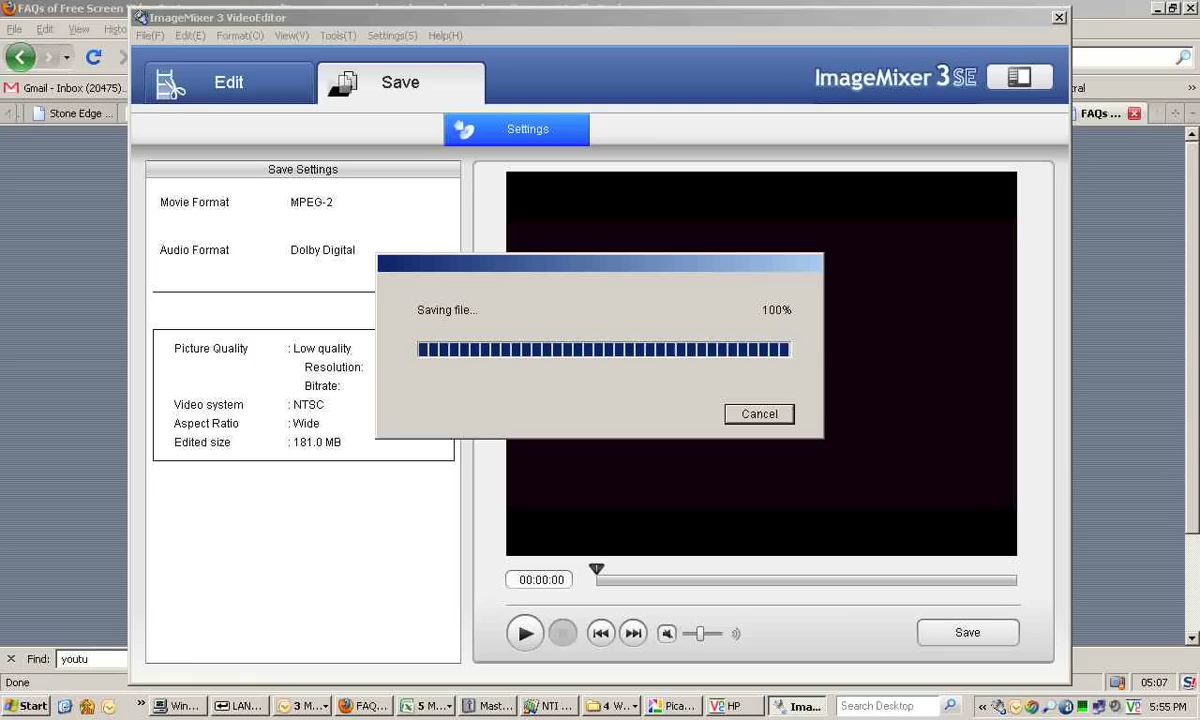 FAQs of Free Screen
ImageMixer 3 VideoEditor
File Edit View Histo
File(F) Edit(E) Format(O) View(V) Tools(T) Settings(S) Help(H)
Edit
Save
ImageMixer 3 SE
Gmail - Inbox (20475)...
tral
Stone Edge ...
FAQs ...
Settings
Save Settings
Movie Format MPEG-2
Audio Format Dolby Digital
Saving file... 100%
Picture Quality : Low quality
Resolution:
Bitrate:
Video system : NTSC
Aspect Ratio : Wide
Edited size : 181.0 MB
Cancel
00:00:00
Save
Find: youtu
Done
05:07
Start
Win...
LAN...
3 M...
FAQ...
5 M...
Mast...
NTI ...
4 W...
Pica...
HP
Ima...
Search Desktop
5:55 PM